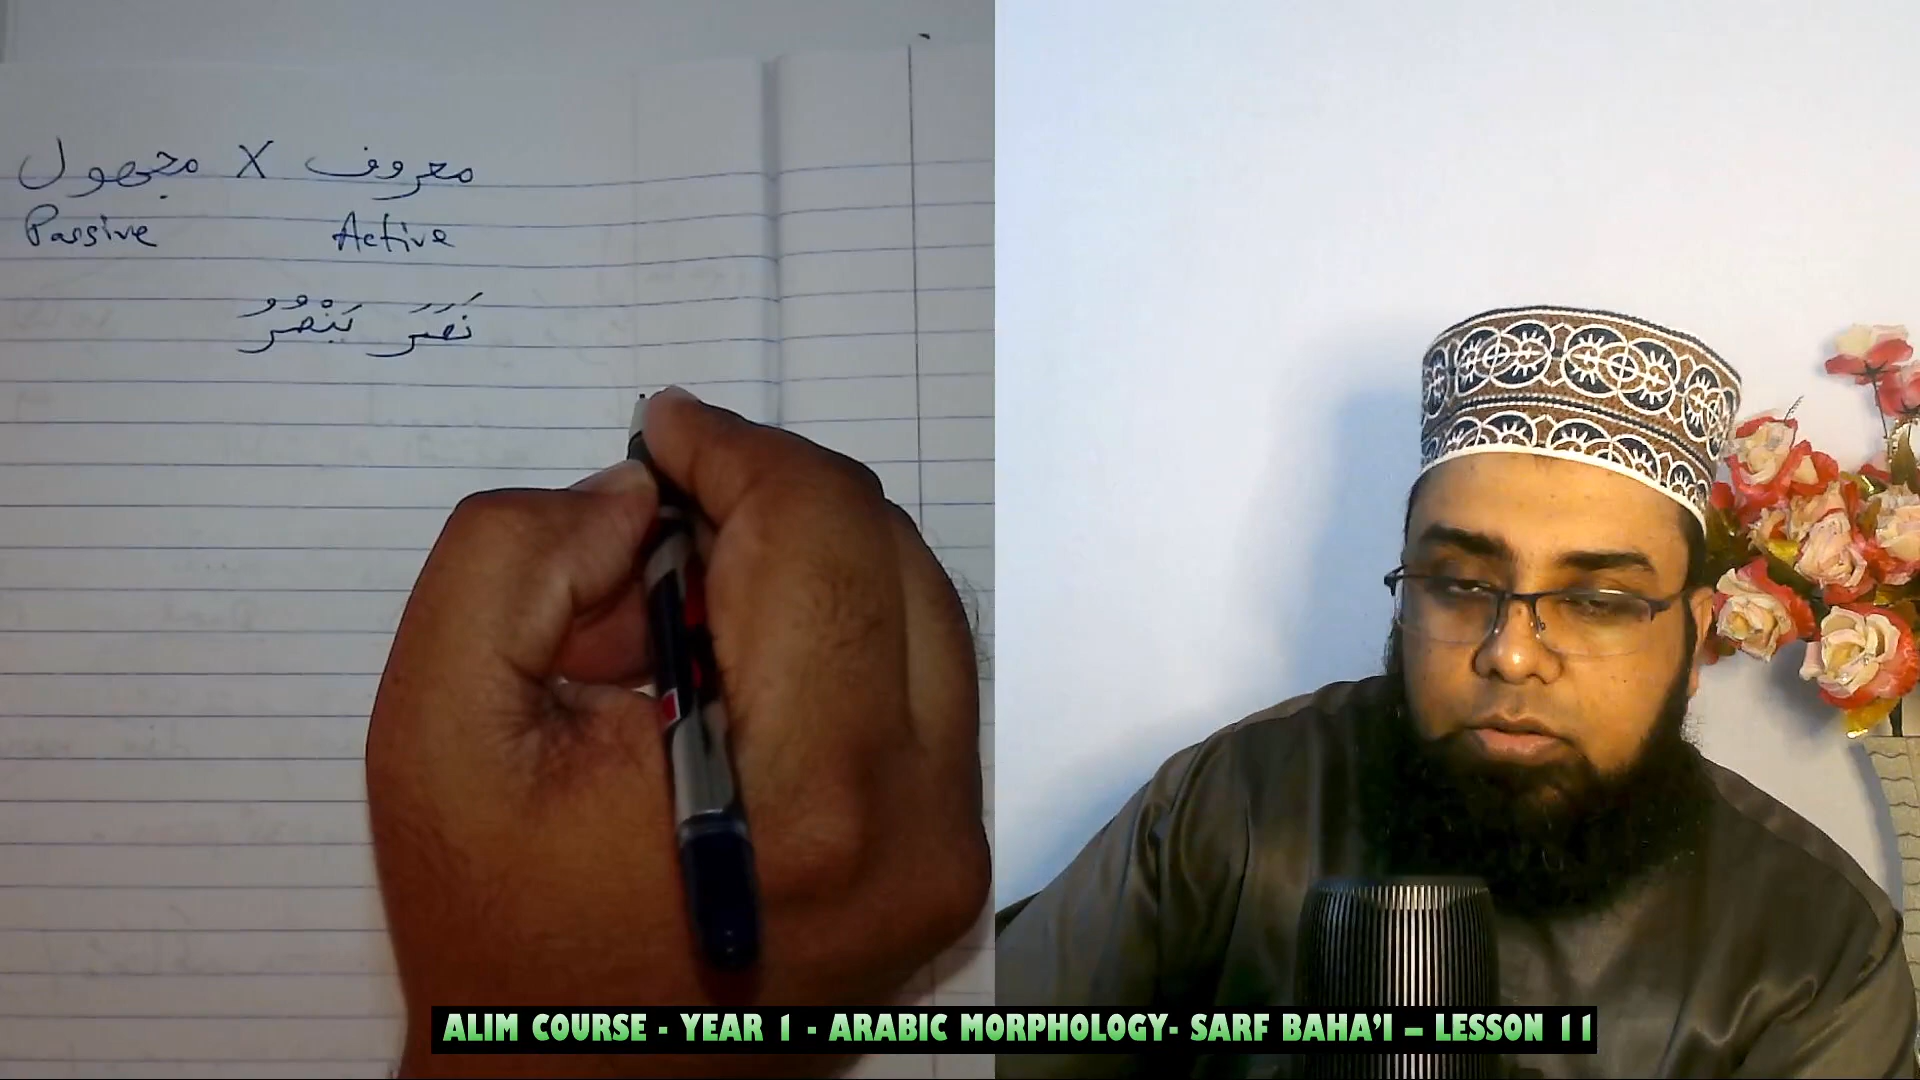 معروف X مجهول
Passive Active
نَصَرَ يَنْصُرُ
ALIM COURSE - YEAR 1 - ARABIC MORPHOLOGY- SARF BAHA’I – LESSON 11